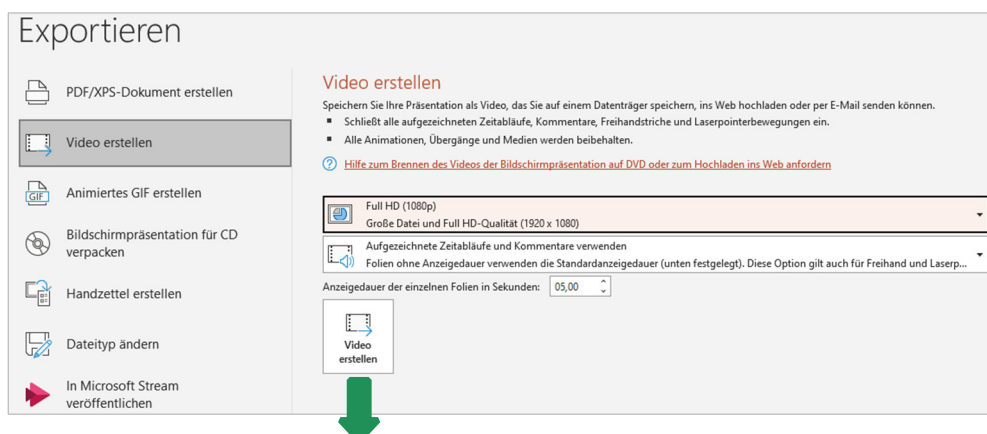 Exportieren
PDF/XPS-Dokument erstellen
Video erstellen
Animiertes GIF erstellen
GIF
Bildschirmpräsentation für CD
verpacken
Handzettel erstellen
Dateityp ändern
In Microsoft Stream
veröffentlichen
Video erstellen
Speichern Sie Ihre Präsentation als Video, das Sie auf einem Datenträger speichern, ins Web hochladen oder per E-Mail senden können.
Schließt alle aufgezeichneten Zeitabläufe, Kommentare, Freihandstriche und Laserpointerbewegungen ein.
Alle Animationen, Übergänge und Medien werden beibehalten.
Hilfe zum Brennen des Videos der Bildschirmpräsentation auf DVD oder zum Hochladen ins Web anfordern
Full HD (1080p)
Große Datei und Full HD-Qualität (1920 x 1080)
Aufgezeichnete Zeitabläufe und Kommentare verwenden
Folien ohne Anzeigedauer verwenden die Standardanzeigedauer (unten festgelegt). Diese Option gilt auch für Freihand und Laserp...
Anzeigedauer der einzelnen Folien in Sekunden: 05,00
Video
erstellen